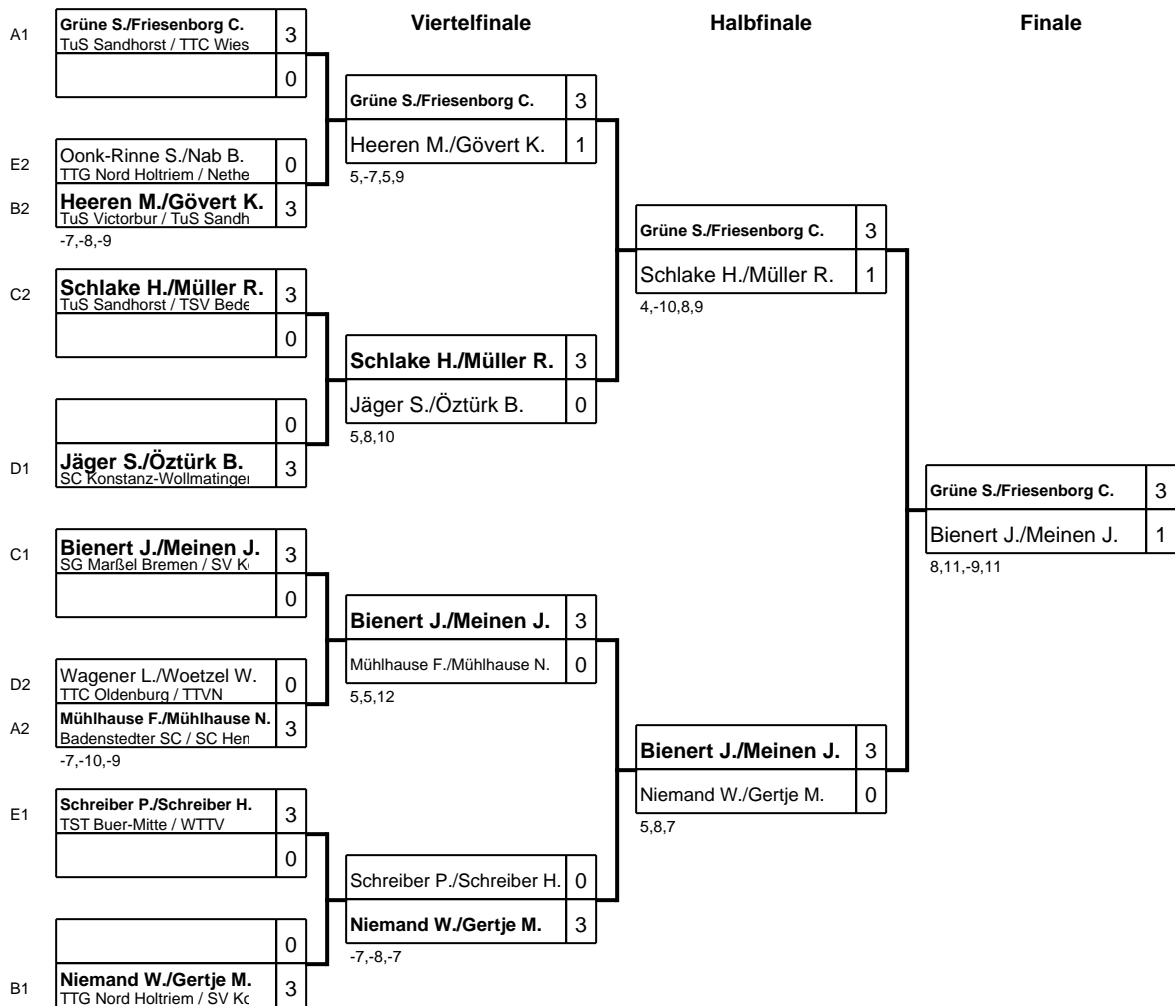 Viertelfinale
Halbfinale
Finale
A1
Grüne S./Friesenborg C.
TuS Sandhorst / TTC Wies
3
0
E2
Oonk-Rinne S./Nab B.
TTG Nord Holtriem / Nethe
0
B2
Heeren M./Gövert K.
TuS Victorbur / TuS Sandh
3
-7,-8,-9
C2
Schlake H./Müller R.
TuS Sandhorst / TSV Bede
3
0
0
D1
Jäger S./Öztürk B.
SC Konstanz-Wollmatinge
3
C1
Bienert J./Meinen J.
SG Marßel Bremen / SV K
3
0
D2
Wagener L./Woetzel W.
TTC Oldenburg / TTVN
0
A2
Mühlhause F./Mühlhause N.
Badenstedter SC / SC Hen
3
-7,-10,-9
E1
Schreiber P./Schreiber H.
TST Buer-Mitte / WTTV
3
0
0
B1
Niemand W./Gertje M.
TTG Nord Holtriem / SV Ko
3
Grüne S./Friesenborg C. 3
Heeren M./Gövert K. 1
5,-7,5,9
Schlake H./Müller R. 3
Jäger S./Öztürk B. 0
5,8,10
Bienert J./Meinen J. 3
Mühlhause F./Mühlhause N. 0
5,5,12
Schreiber P./Schreiber H. 0
Niemand W./Gertje M. 3
-7,-8,-7
Grüne S./Friesenborg C. 3
Schlake H./Müller R. 1
4,-10,8,9
Bienert J./Meinen J. 3
Niemand W./Gertje M. 0
5,8,7
Grüne S./Friesenborg C. 3
Bienert J./Meinen J. 1
8,11,-9,11